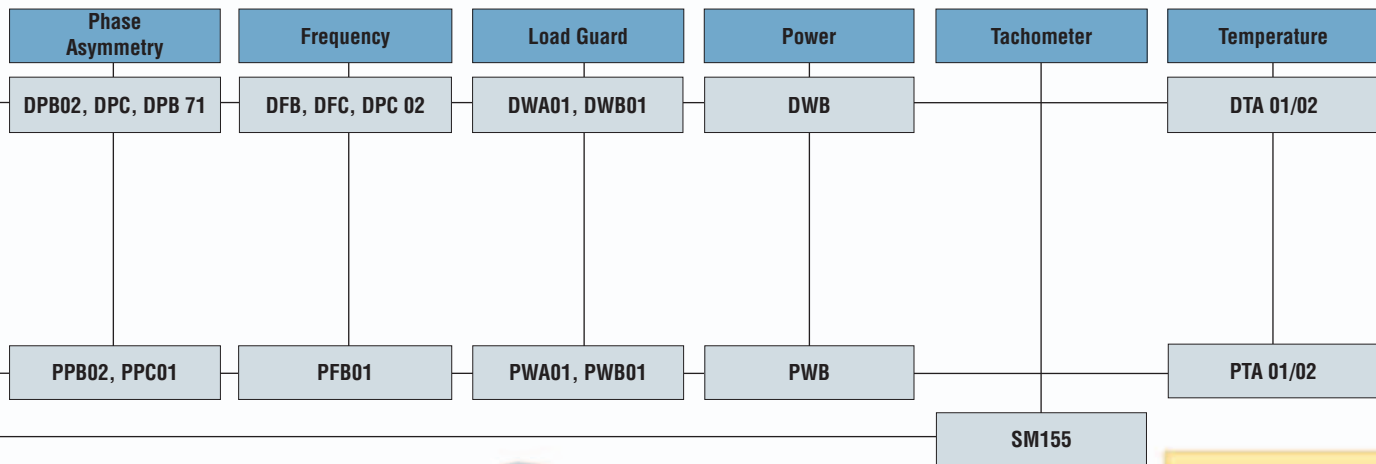 Phase
Asymmetry
Frequency
Load Guard
Power
Tachometer
Temperature
DPB02, DPC, DPB 71
DFB, DFC, DPC 02
DWA01, DWB01
DWB
DTA 01/02
PPB02, PPC01
PFB01
PWA01, PWB01
PWB
PTA 01/02
SM155